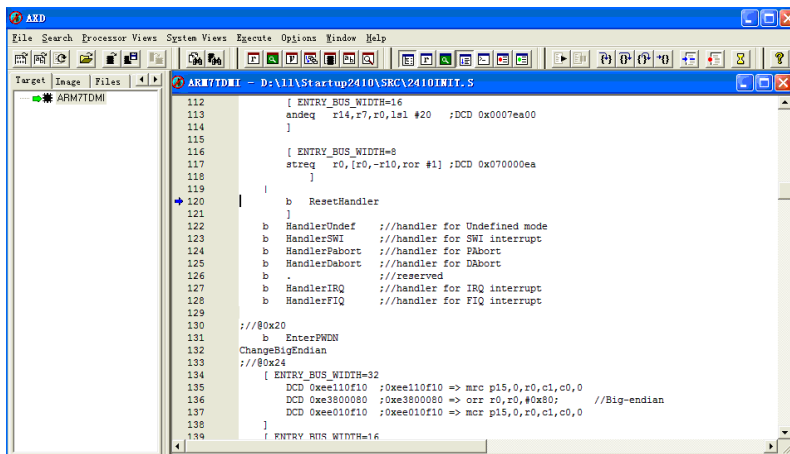 AXD
File Search Processor Views System Views Execute Options Window Help
Target Image Files
ARM7TDMI
ARM7TDMI - D:\ll\Startup2410\SRC\2410INIT.S
112 [ ENTRY_BUS_WIDTH=16
113 andeq r14,r7,r0,lsl #20 ;DCD 0x0007ea00
114 ]
115
116 [ ENTRY_BUS_WIDTH=8
117 streq r0,[r0,-r10,ror #1] ;DCD 0x070000ea
118 ]
119 |
120 b ResetHandler
121 ]
122 b HandlerUndef ;//handler for Undefined mode
123 b HandlerSWI ;//handler for SWI interrupt
124 b HandlerPabort ;//handler for PAbort
125 b HandlerDabort ;//handler for DAbort
126 b . ;//reserved
127 b HandlerIRQ ;//handler for IRQ interrupt
128 b HandlerFIQ ;//handler for FIQ interrupt
129
130 ;//@0x20
131 b EnterPWDN
132 ChangeBigEndian
133 ;//@0x24
134 [ ENTRY_BUS_WIDTH=32
135 DCD 0xee110f10 ;0xee110f10 => mrc p15,0,r0,c1,c0,0
136 DCD 0xe3800080 ;0xe3800080 => orr r0,r0,#0x80; //Big-endian
137 DCD 0xee010f10 ;0xee010f10 => mcr p15,0,r0,c1,c0,0
138 ]
139 [ ENTRY_BUS_WIDTH=16